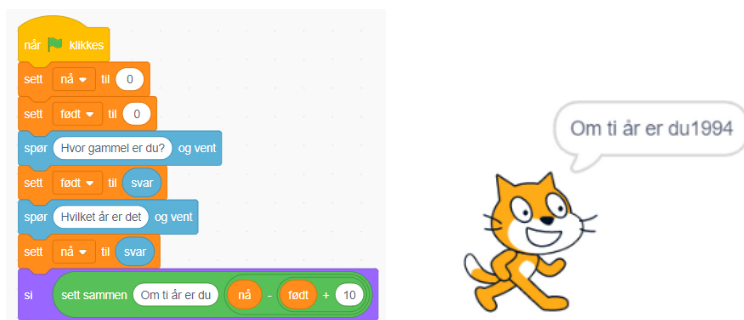 når klikkes
sett nå til 0
sett født til 0
spør Hvor gammel er du? og vent
sett født til svar
spør Hvilket år er det og vent
sett nå til svar
si sett sammen Om ti år er du nå - født + 10
Om ti år er du1994